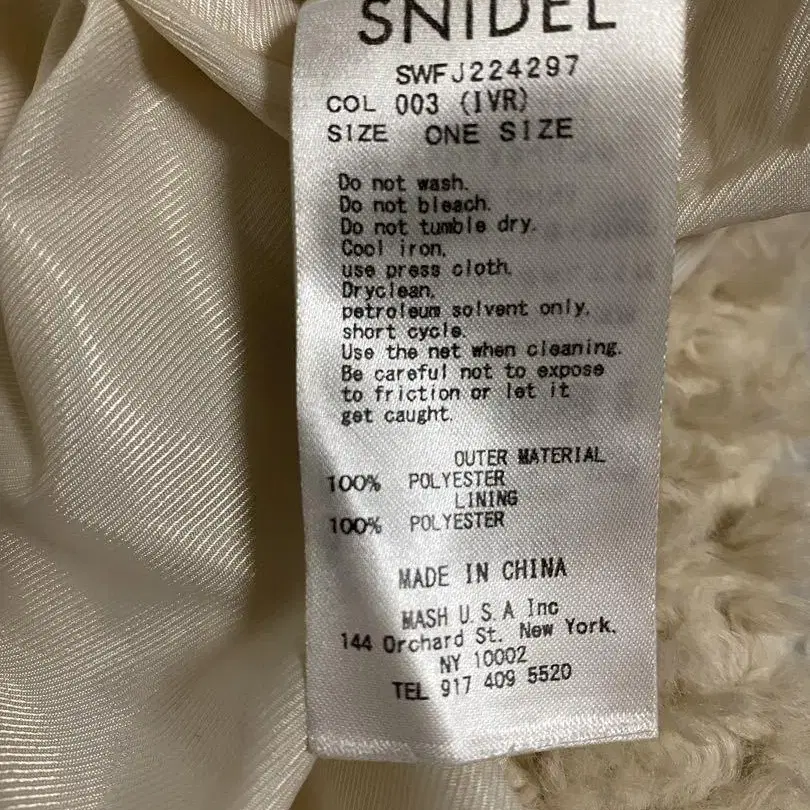 SNIDEL
SWFJ224297
COL 003 (IVR)
SIZE ONE SIZE
Do not wash.
Do not bleach.
Do not tumble dry.
Cool iron,
use press cloth.
Dryclean,
petroleum solvent only,
short cycle.
Use the net when cleaning.
Be careful not to expose
to friction or let it
get caught.
OUTER MATERIAL
100% POLYESTER
LINING
100% POLYESTER
MADE IN CHINA
MASH U.S.A Inc
144 Orchard St. New York,
NY 10002
TEL 917 409 5520